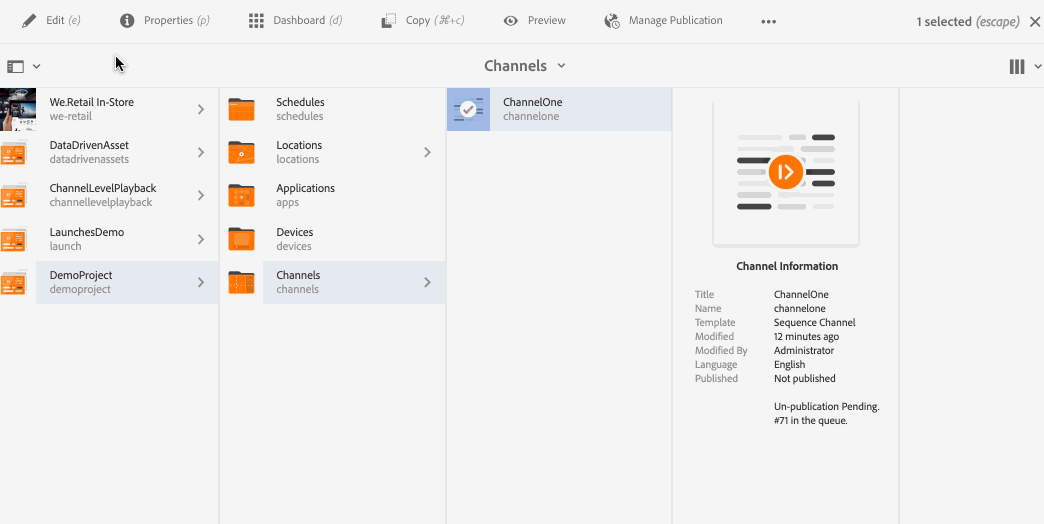 Edit (e) Properties (p) Dashboard (d) Copy (⌘+c) Preview Manage Publication ••• 1 selected (escape)
Channels
We.Retail In-Store
we-retail
DataDrivenAsset
datadrivenassets
ChannelLevelPlayback
channellevelplayback
LaunchesDemo
launch
DemoProject
demoproject
Schedules
schedules
Locations
locations
Applications
apps
Devices
devices
Channels
channels
ChannelOne
channelone
Channel Information
Title ChannelOne
Name channelone
Template Sequence Channel
Modified 12 minutes ago
Modified By Administrator
Language English
Published Not published
Un-publication Pending.
#71 in the queue.